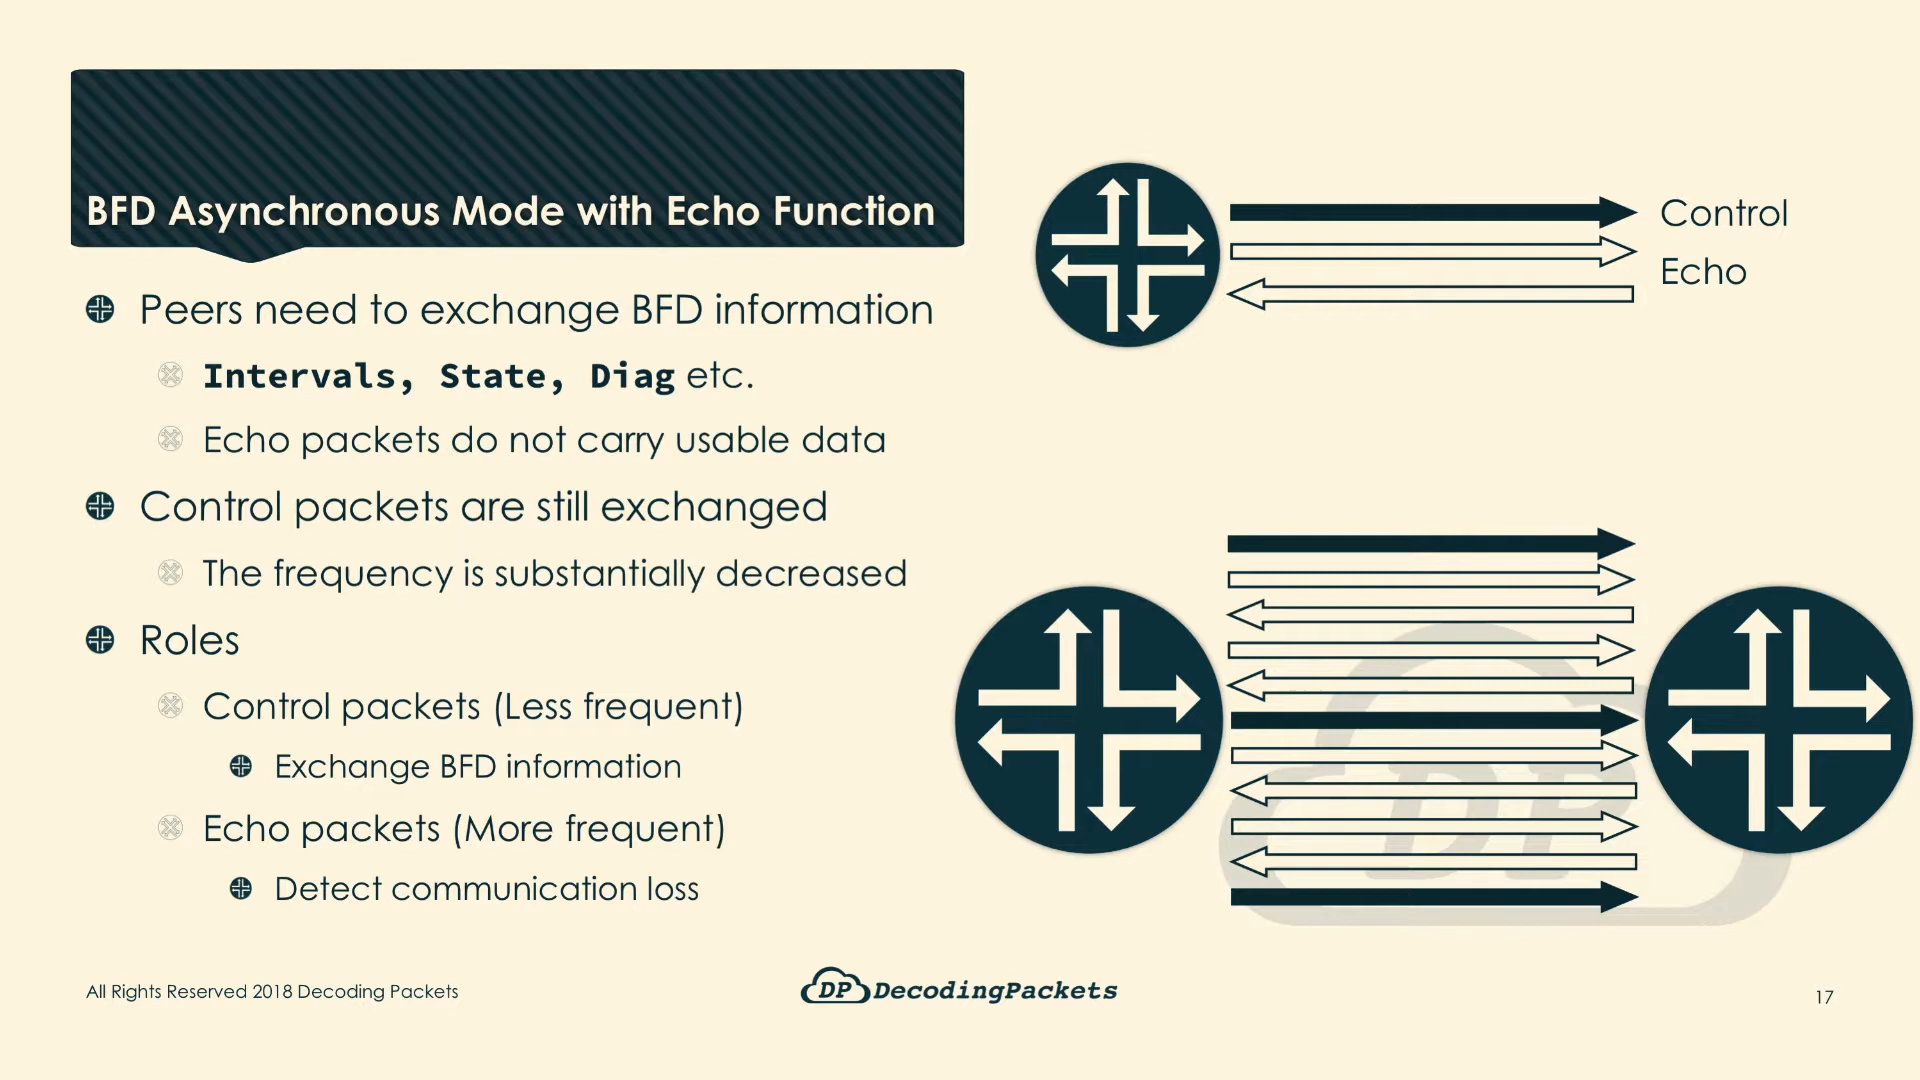 BFD Asynchronous Mode with Echo Function
Peers need to exchange BFD information
Intervals, State, Diag etc.
Echo packets do not carry usable data
Control packets are still exchanged
The frequency is substantially decreased
Roles
Control packets (Less frequent)
Exchange BFD information
Echo packets (More frequent)
Detect communication loss
Control
Echo
DP
All Rights Reserved 2018 Decoding Packets
DP DecodingPackets
17